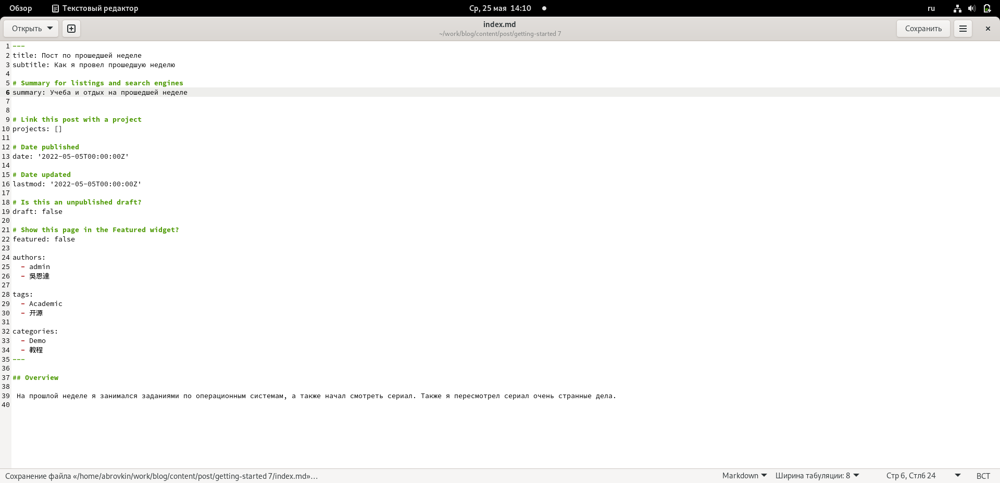 Обзор
Текстовый редактор
Ср, 25 мая 14:10
ru
Открыть
index.md
~/work/blog/content/post/getting-started 7
Сохранить
1 ---
2 title: Пост по прошедшей неделе
3 subtitle: Как я провел прошедшую неделю
4
5 # Summary for listings and search engines
6 summary: Учеба и отдых на прошедшей неделе
7
8
9 # Link this post with a project
10 projects: []
11
12 # Date published
13 date: '2022-05-05T00:00:00Z'
14
15 # Date updated
16 lastmod: '2022-05-05T00:00:00Z'
17
18 # Is this an unpublished draft?
19 draft: false
20
21 # Show this page in the Featured widget?
22 featured: false
23
24 authors:
25   - admin
26   - 吳恩達
27
28 tags:
29   - Academic
30   - 开源
31
32 categories:
33   - Demo
34   - 教程
35 ---
36
37 ## Overview
38
39  На прошлой неделе я занимался заданиями по операционным системам, а также начал смотреть сериал. Также я пересмотрел сериал очень странные дела.
40
Сохранение файла «/home/abrovkin/work/blog/content/post/getting-started 7/index.md»…
Markdown
Ширина табуляции: 8
Стр 6, Стлб 24
ВСТ